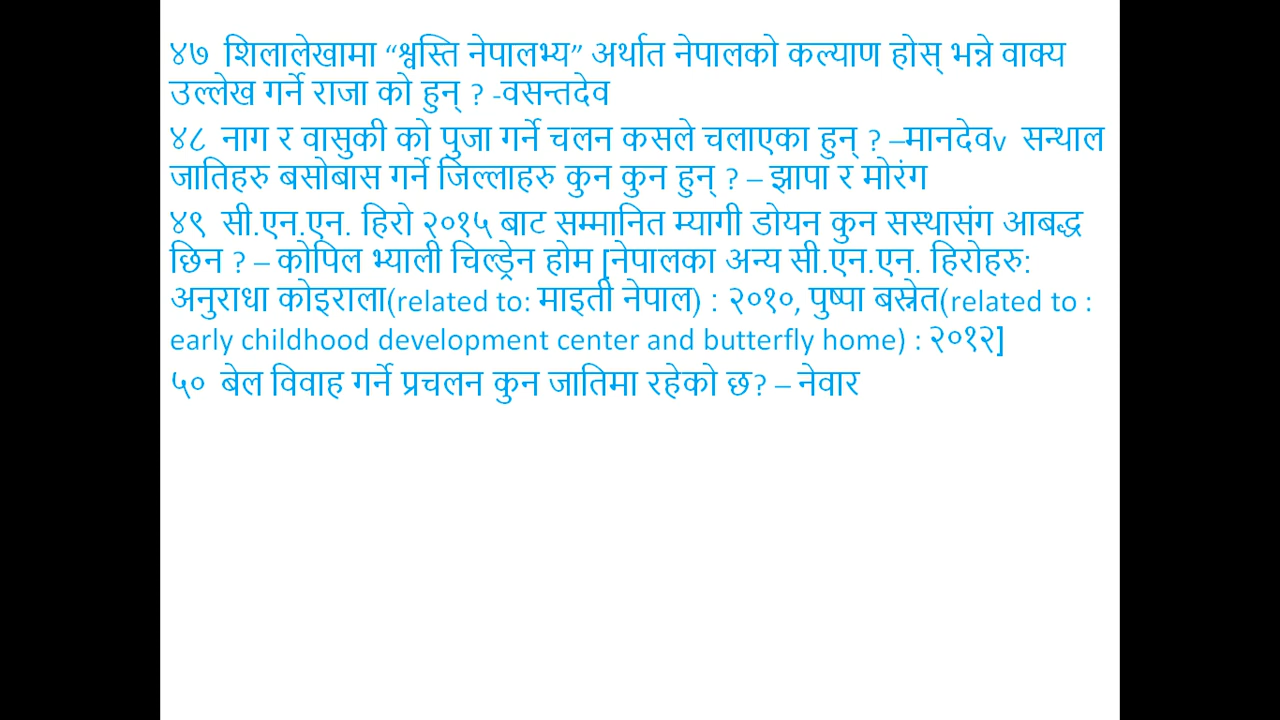 ४७ शिलालेखामा “श्वस्ति नेपालभ्य” अर्थात नेपालको कल्याण होस् भन्ने वाक्य
उल्लेख गर्ने राजा को हुन् ? -वसन्तदेव
४८ नाग र वासुकी को पुजा गर्ने चलन कसले चलाएका हुन् ? –मानदेवv सन्थाल
जातिहरु बसोबास गर्ने जिल्लाहरु कुन कुन हुन् ? – झापा र मोरंग
४९ सी.एन.एन. हिरो २०१५ बाट सम्मानित म्यागी डोयन कुन सस्थासंग आबद्ध
छिन ? – कोपिल भ्याली चिल्ड्रेन होम [नेपालका अन्य सी.एन.एन. हिरोहरु:
अनुराधा कोइराला(related to: माइती नेपाल) : २०१०, पुष्पा बस्नेत(related to :
early childhood development center and butterfly home) : २०१२]
५० बेल विवाह गर्ने प्रचलन कुन जातिमा रहेको छ? – नेवार